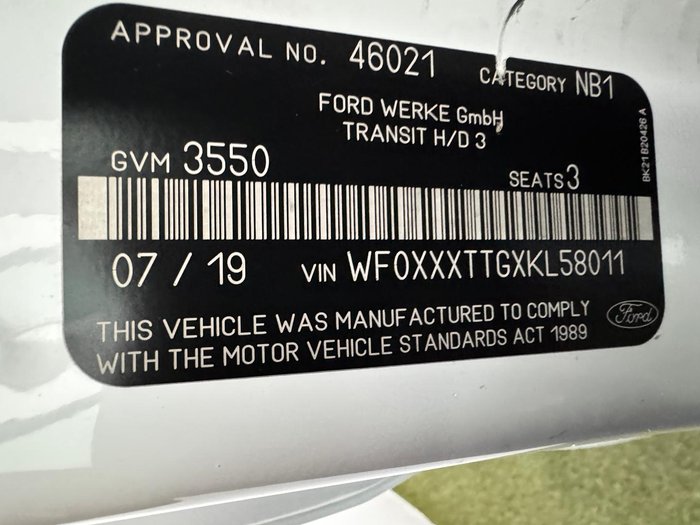 APPROVAL NO. 46021 CATEGORY NB1
FORD WERKE GmbH
TRANSIT H/D 3
GVM 3550 SEATS 3
07 / 19 VIN WF0XXXTTGXKL58011
THIS VEHICLE WAS MANUFACTURED TO COMPLY
WITH THE MOTOR VEHICLE STANDARDS ACT 1989
Ford
BK21 B20426 A